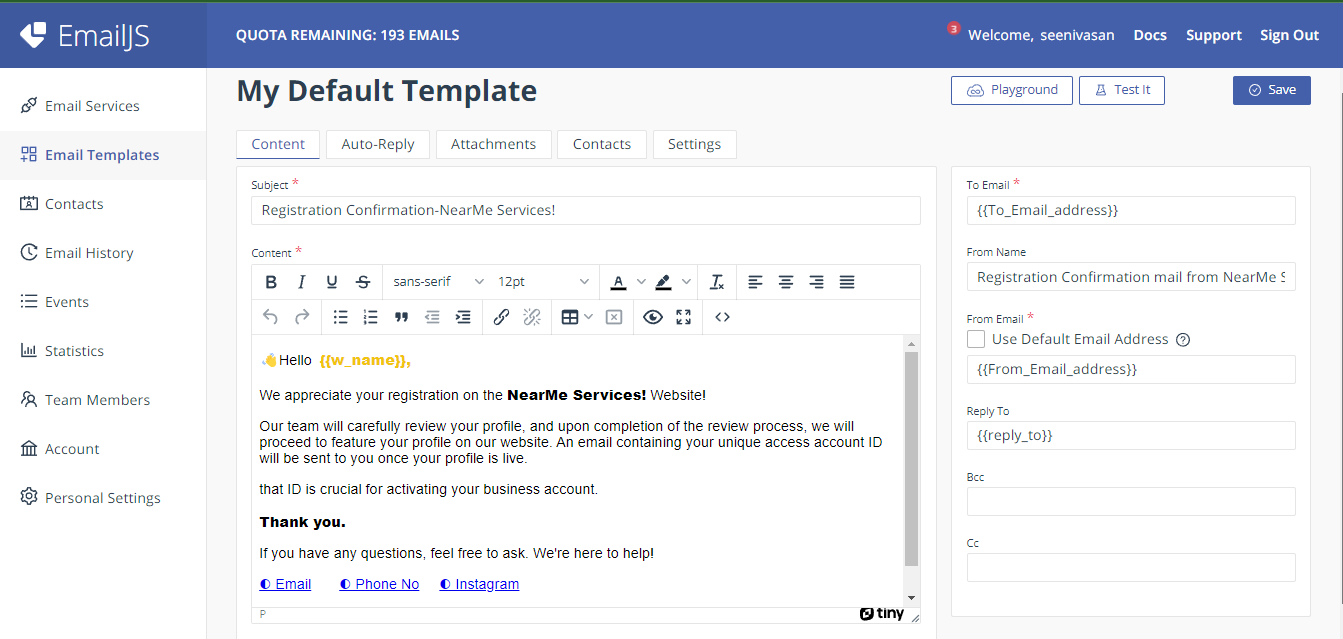 EmailJS
QUOTA REMAINING: 193 EMAILS
3
Welcome, seenivasan
Docs
Support
Sign Out
Email Services
Email Templates
Contacts
Email History
Events
Statistics
Team Members
Account
Personal Settings
My Default Template
Playground
Test It
Save
Content
Auto-Reply
Attachments
Contacts
Settings
Subject *
Registration Confirmation-NearMe Services!
Content *
B I U S sans-serif 12pt A
👋Hello {{w_name}},
We appreciate your registration on the NearMe Services! Website!
Our team will carefully review your profile, and upon completion of the review process, we will
proceed to feature your profile on our website. An email containing your unique access account ID
will be sent to you once your profile is live.
that ID is crucial for activating your business account.
Thank you.
If you have any questions, feel free to ask. We're here to help!
◐ Email ◐ Phone No ◐ Instagram
P
tiny
To Email *
{{To_Email_address}}
From Name
Registration Confirmation mail from NearMe S
From Email *
Use Default Email Address ?
{{From_Email_address}}
Reply To
{{reply_to}}
Bcc
Cc